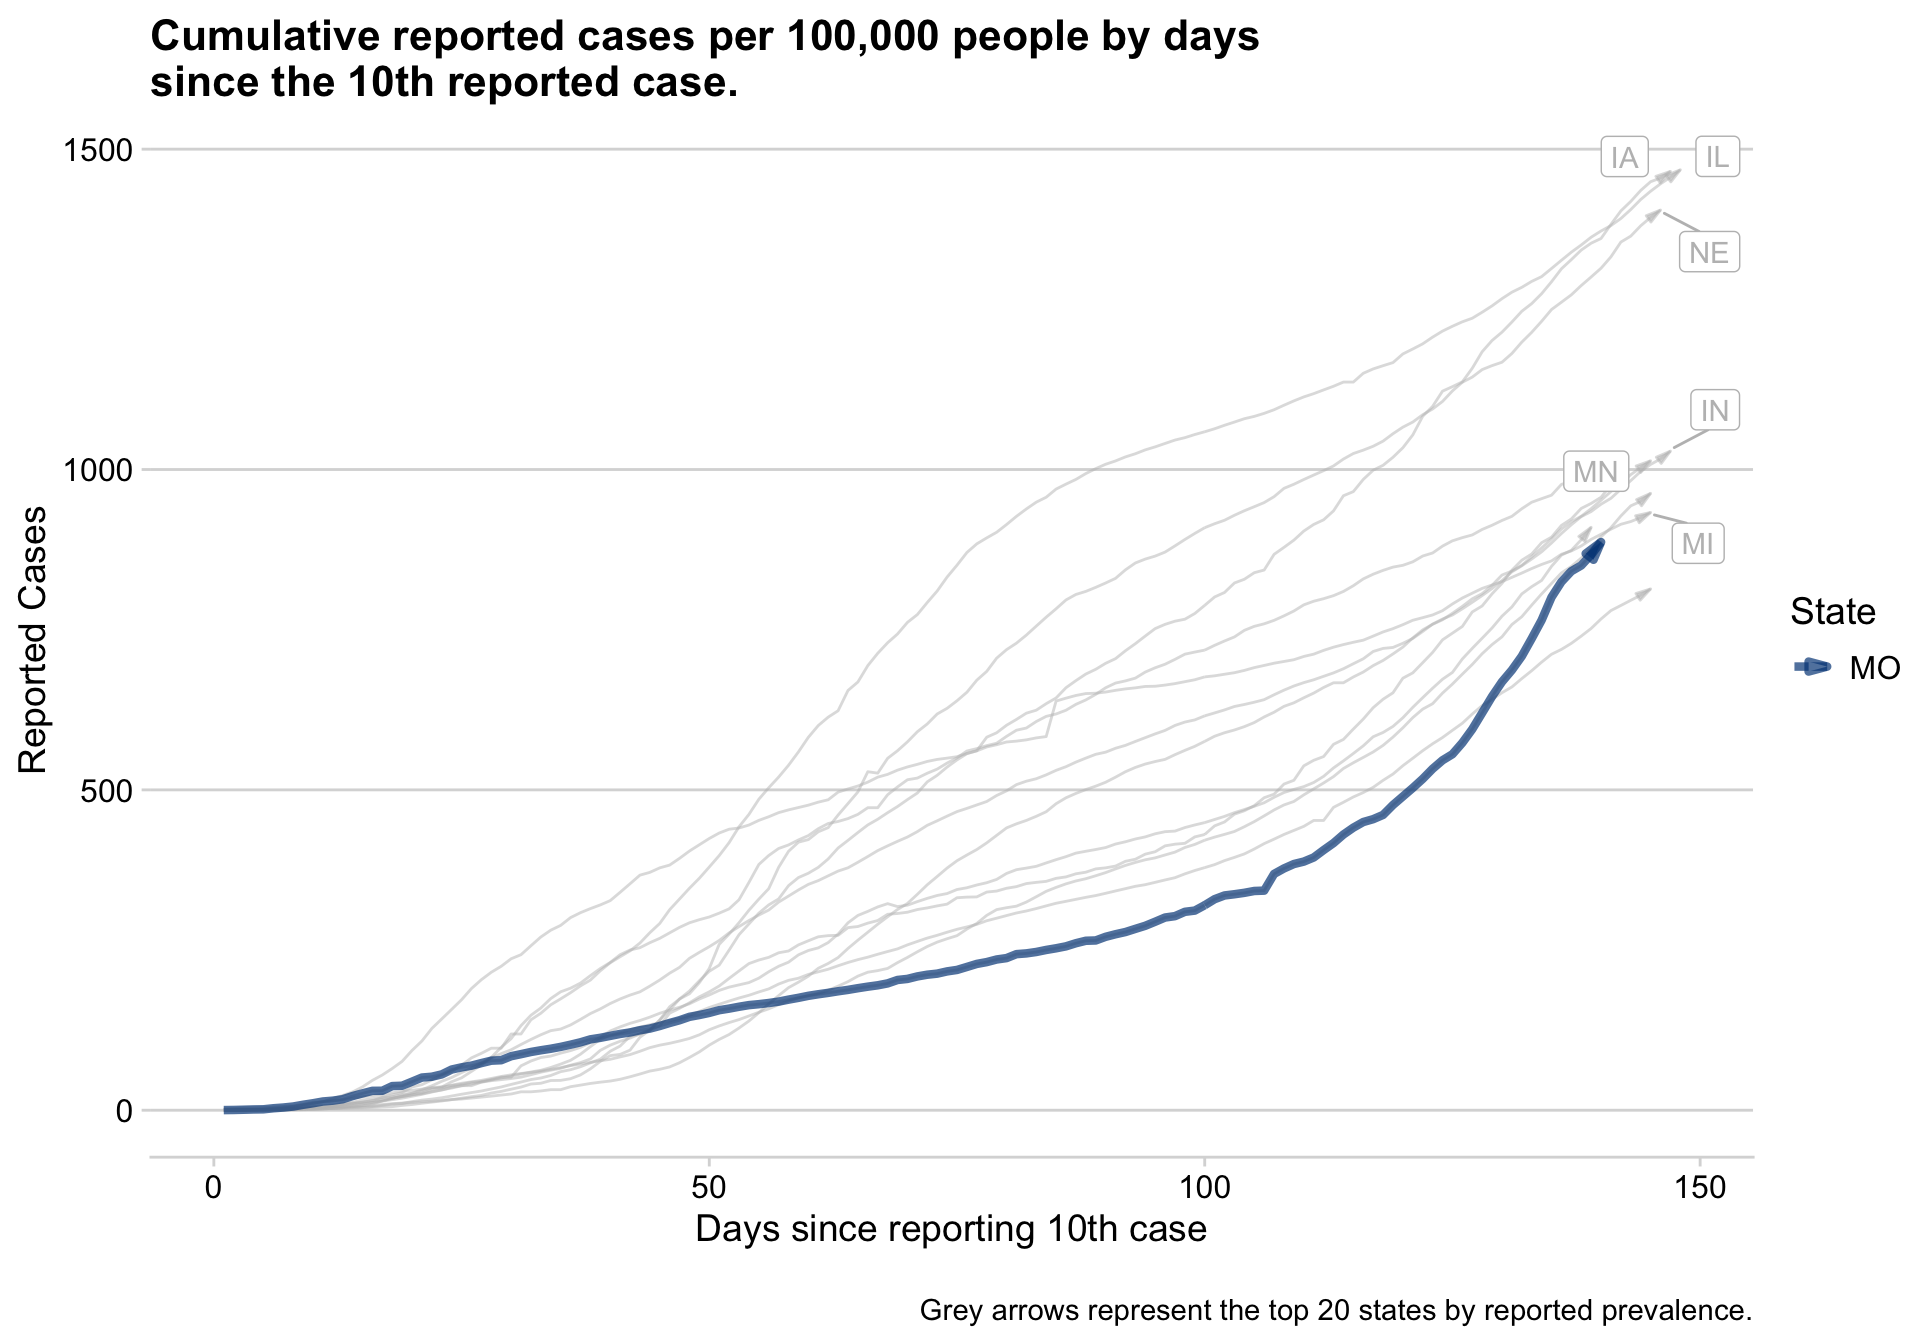 Cumulative reported cases per 100,000 people by days
since the 10th reported case.
1500
1000
500
0
Reported Cases
IA
IL
NE
IN
MN
MI
State
MO
0
50
100
150
Days since reporting 10th case
Grey arrows represent the top 20 states by reported prevalence.